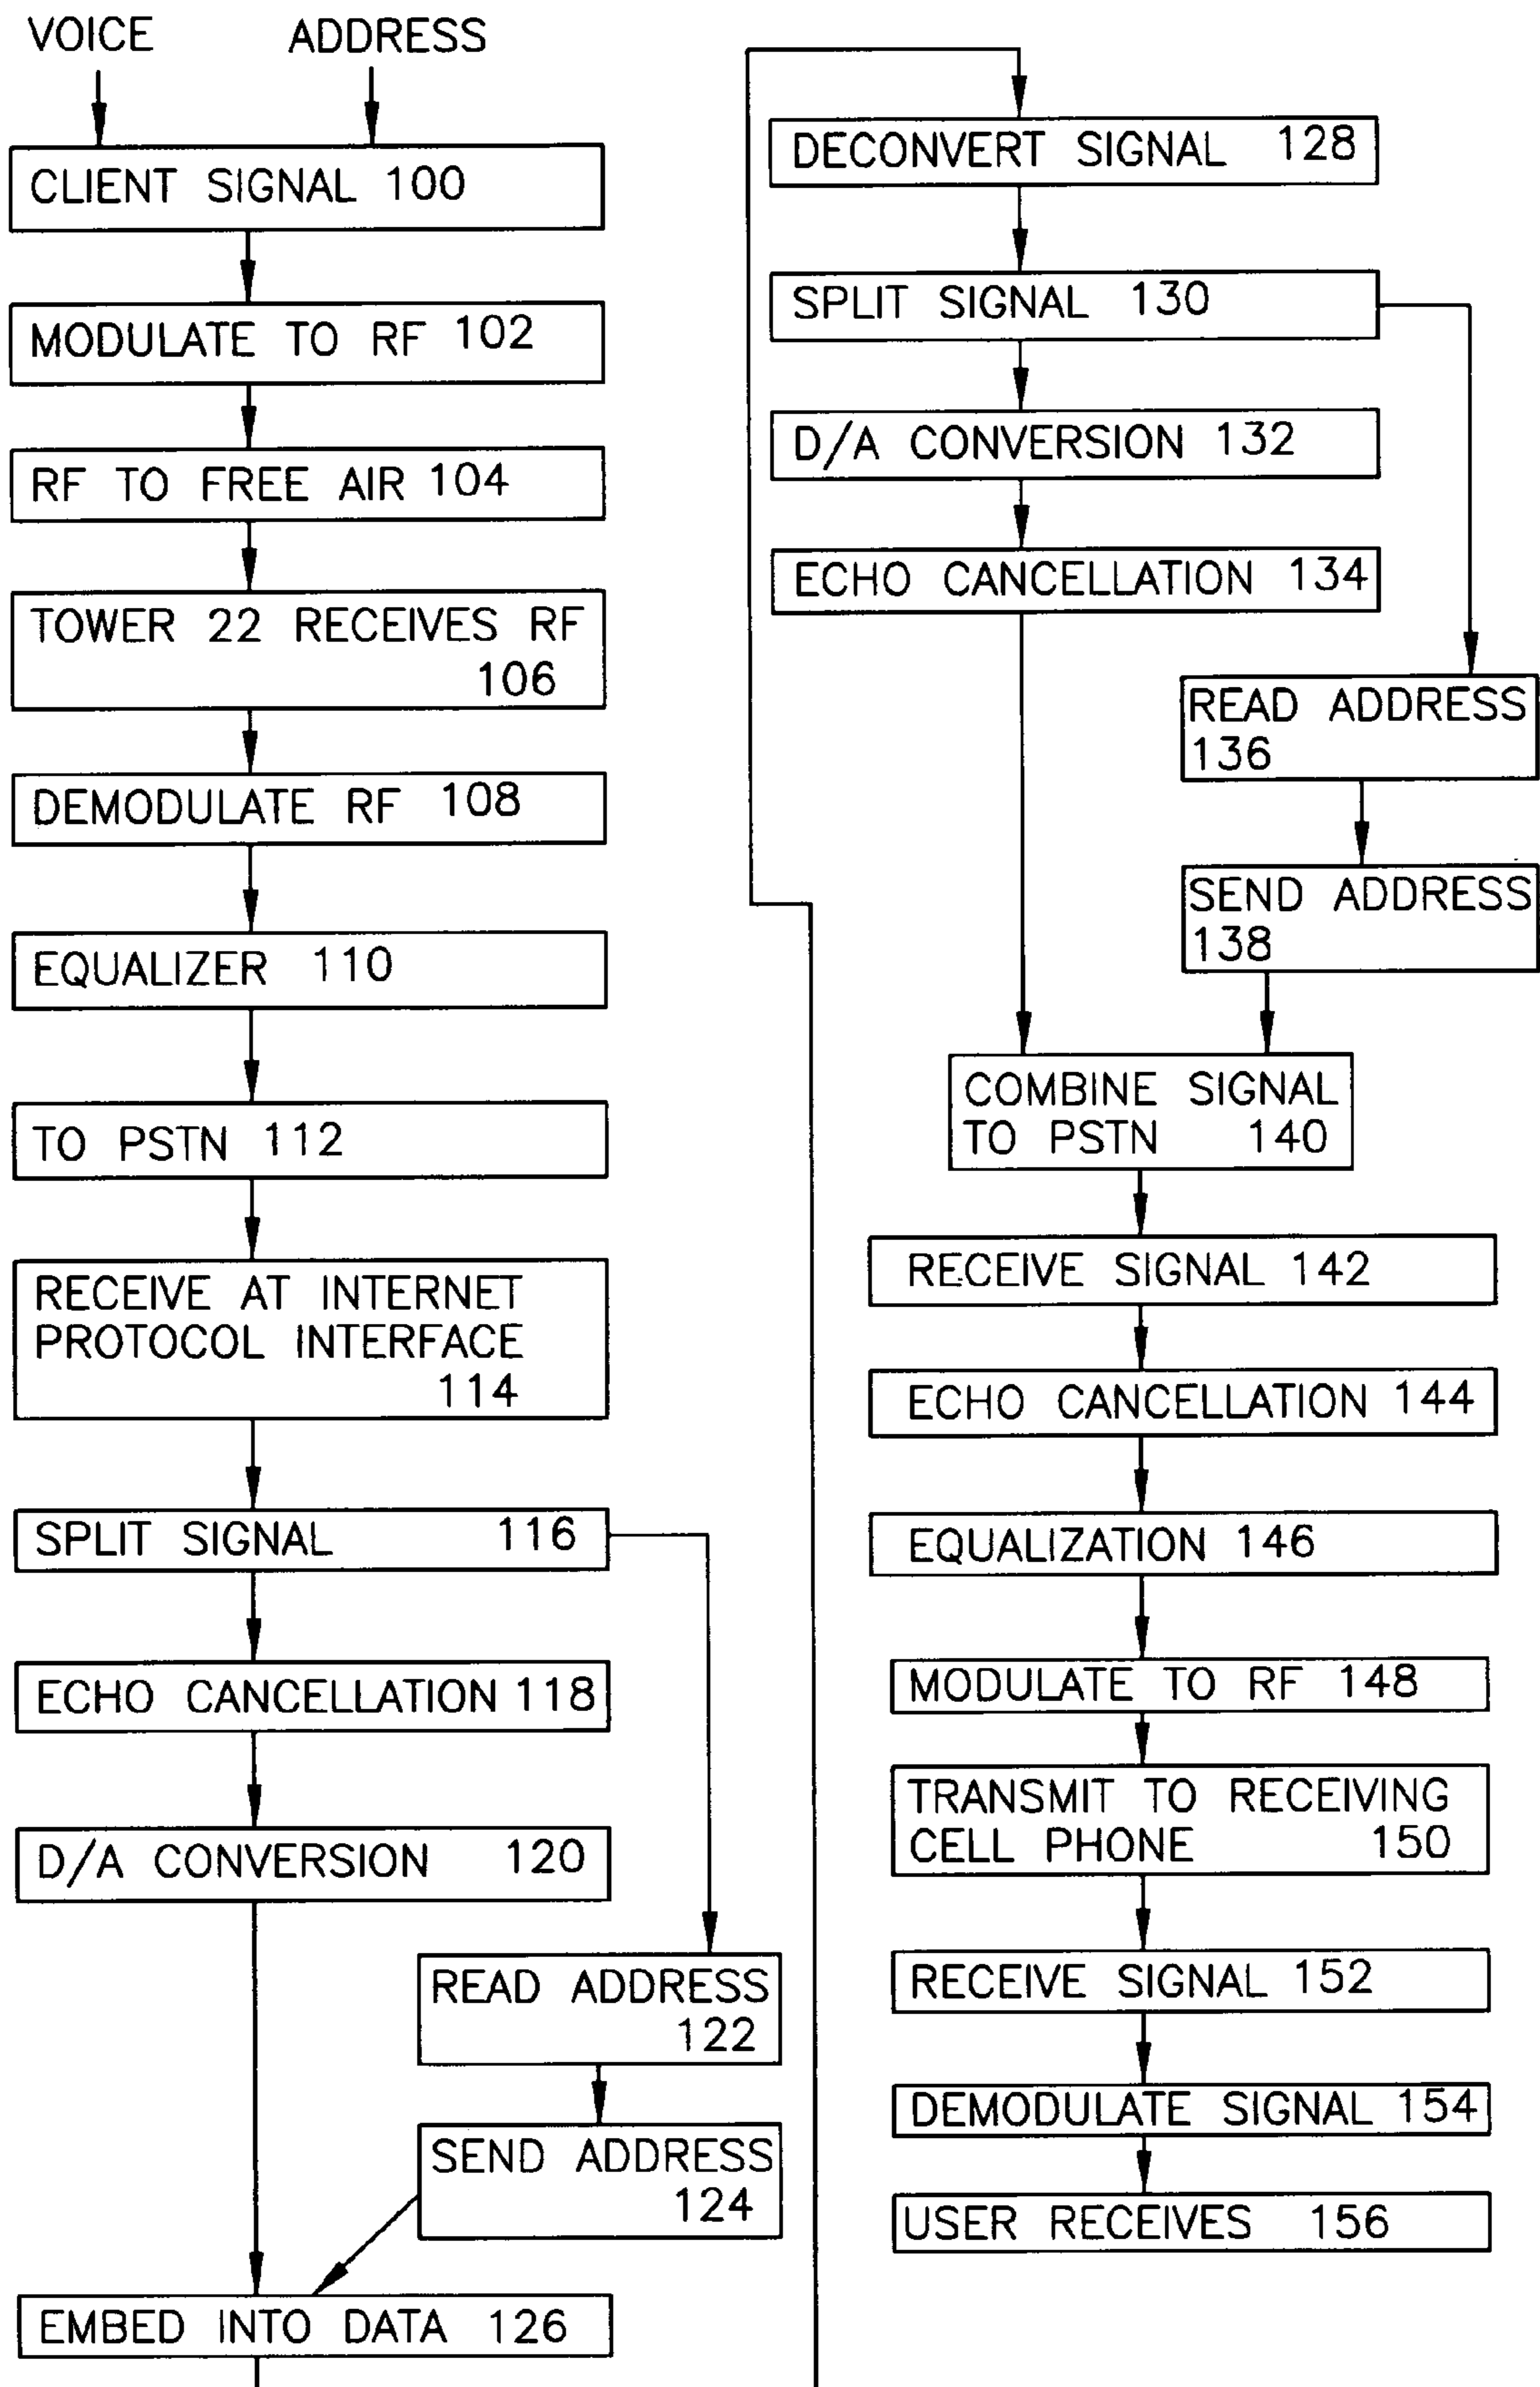 VOICE
ADDRESS
CLIENT SIGNAL 100
MODULATE TO RF 102
RF TO FREE AIR 104
TOWER 22 RECEIVES RF
106
DEMODULATE RF 108
EQUALIZER 110
TO PSTN 112
RECEIVE AT INTERNET
PROTOCOL INTERFACE
114
SPLIT SIGNAL 116
ECHO CANCELLATION 118
D/A CONVERSION 120
READ ADDRESS
122
SEND ADDRESS
124
EMBED INTO DATA 126
DECONVERT SIGNAL 128
SPLIT SIGNAL 130
D/A CONVERSION 132
ECHO CANCELLATION 134
READ ADDRESS
136
SEND ADDRESS
138
COMBINE SIGNAL
TO PSTN 140
RECEIVE SIGNAL 142
ECHO CANCELLATION 144
EQUALIZATION 146
MODULATE TO RF 148
TRANSMIT TO RECEIVING
CELL PHONE 150
RECEIVE SIGNAL 152
DEMODULATE SIGNAL 154
USER RECEIVES 156